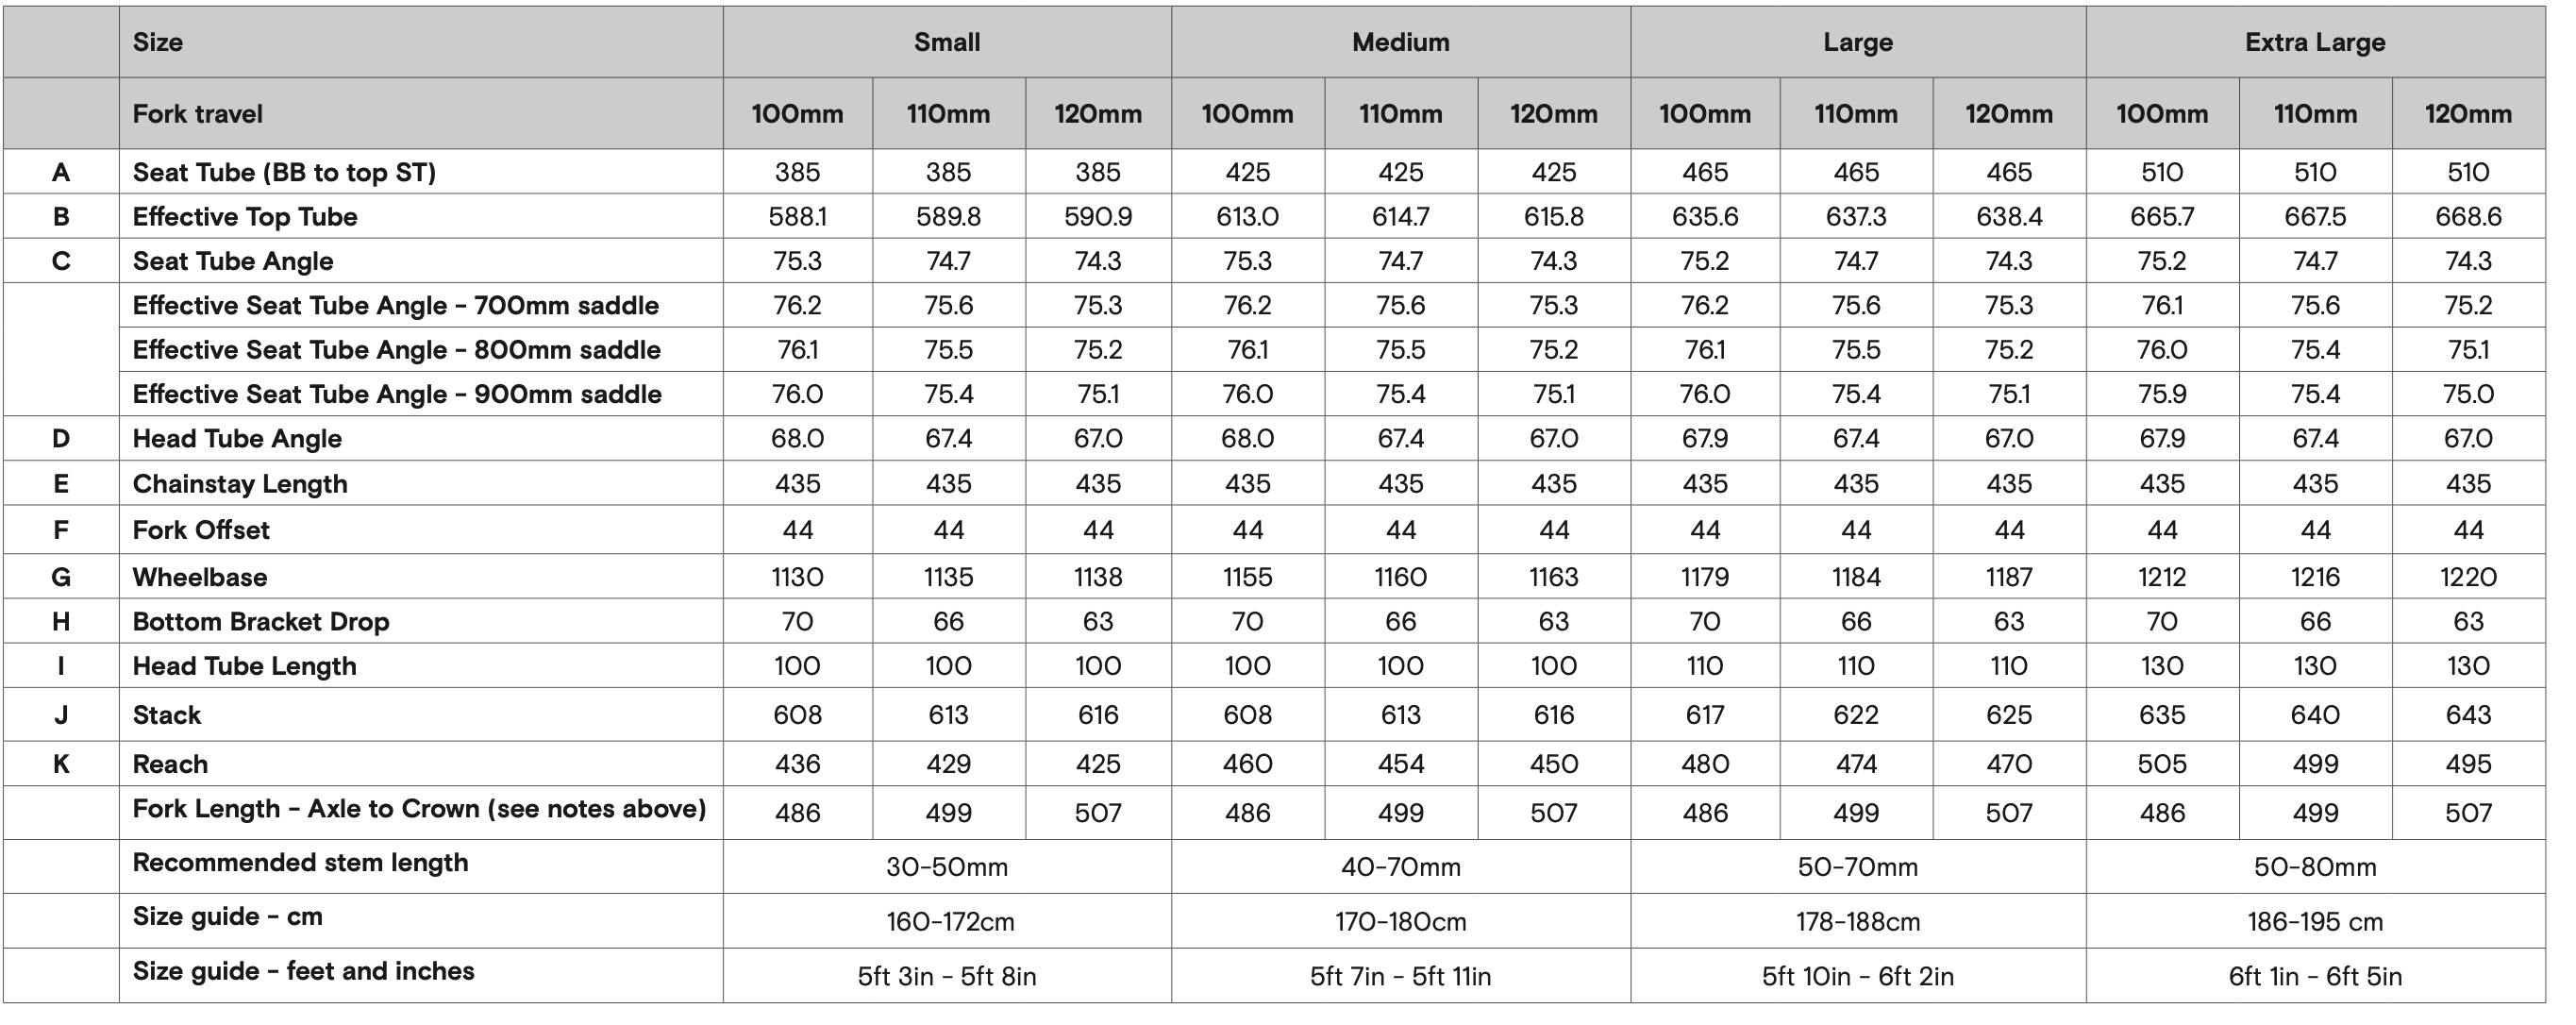 Size Small Medium Large Extra Large
Fork travel 100mm 110mm 120mm 100mm 110mm 120mm 100mm 110mm 120mm 100mm 110mm 120mm
A Seat Tube (BB to top ST) 385 385 385 425 425 425 465 465 465 510 510 510
B Effective Top Tube 588.1 589.8 590.9 613.0 614.7 615.8 635.6 637.3 638.4 665.7 667.5 668.6
C Seat Tube Angle 75.3 74.7 74.3 75.3 74.7 74.3 75.2 74.7 74.3 75.2 74.7 74.3
Effective Seat Tube Angle - 700mm saddle 76.2 75.6 75.3 76.2 75.6 75.3 76.2 75.6 75.3 76.1 75.6 75.2
Effective Seat Tube Angle - 800mm saddle 76.1 75.5 75.2 76.1 75.5 75.2 76.1 75.5 75.2 76.0 75.4 75.1
Effective Seat Tube Angle - 900mm saddle 76.0 75.4 75.1 76.0 75.4 75.1 76.0 75.4 75.1 75.9 75.4 75.0
D Head Tube Angle 68.0 67.4 67.0 68.0 67.4 67.0 67.9 67.4 67.0 67.9 67.4 67.0
E Chainstay Length 435 435 435 435 435 435 435 435 435 435 435 435
F Fork Offset 44 44 44 44 44 44 44 44 44 44 44 44
G Wheelbase 1130 1135 1138 1155 1160 1163 1179 1184 1187 1212 1216 1220
H Bottom Bracket Drop 70 66 63 70 66 63 70 66 63 70 66 63
I Head Tube Length 100 100 100 100 100 100 110 110 110 130 130 130
J Stack 608 613 616 608 613 616 617 622 625 635 640 643
K Reach 436 429 425 460 454 450 480 474 470 505 499 495
Fork Length - Axle to Crown (see notes above) 486 499 507 486 499 507 486 499 507 486 499 507
Recommended stem length 30-50mm 40-70mm 50-70mm 50-80mm
Size guide - cm 160-172cm 170-180cm 178-188cm 186-195 cm
Size guide - feet and inches 5ft 3in - 5ft 8in 5ft 7in - 5ft 11in 5ft 10in - 6ft 2in 6ft 1in - 6ft 5in